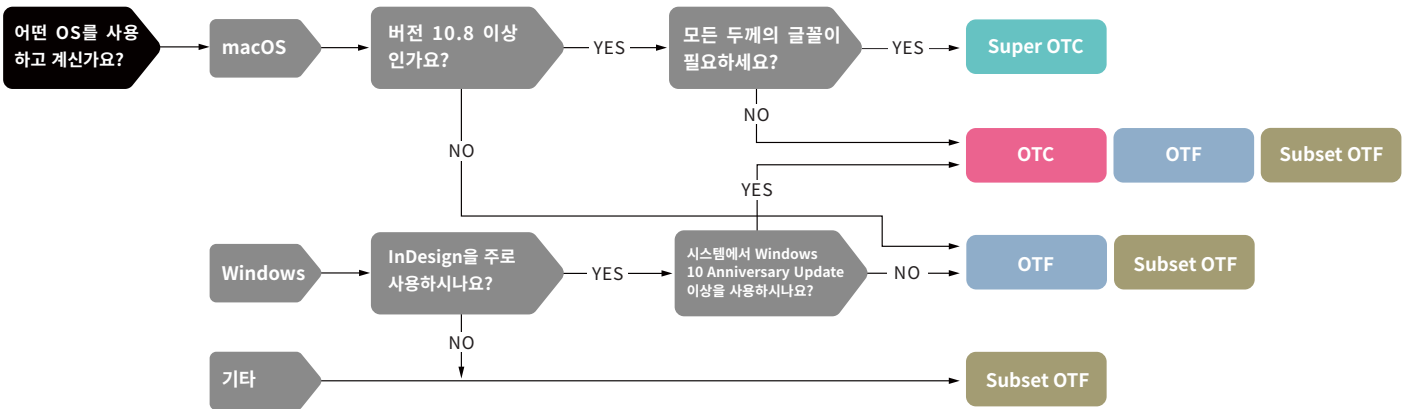 어떤 OS를 사용
하고 계신가요?
macOS
버전 10.8 이상
인가요?
YES
모든 두께의 글꼴이
필요하세요?
YES
Super OTC
NO
NO
OTC
OTF
Subset OTF
YES
Windows
InDesign을 주로
사용하시나요?
YES
시스템에서 Windows
10 Anniversary Update
이상을 사용하시나요?
NO
OTF
Subset OTF
NO
기타
Subset OTF